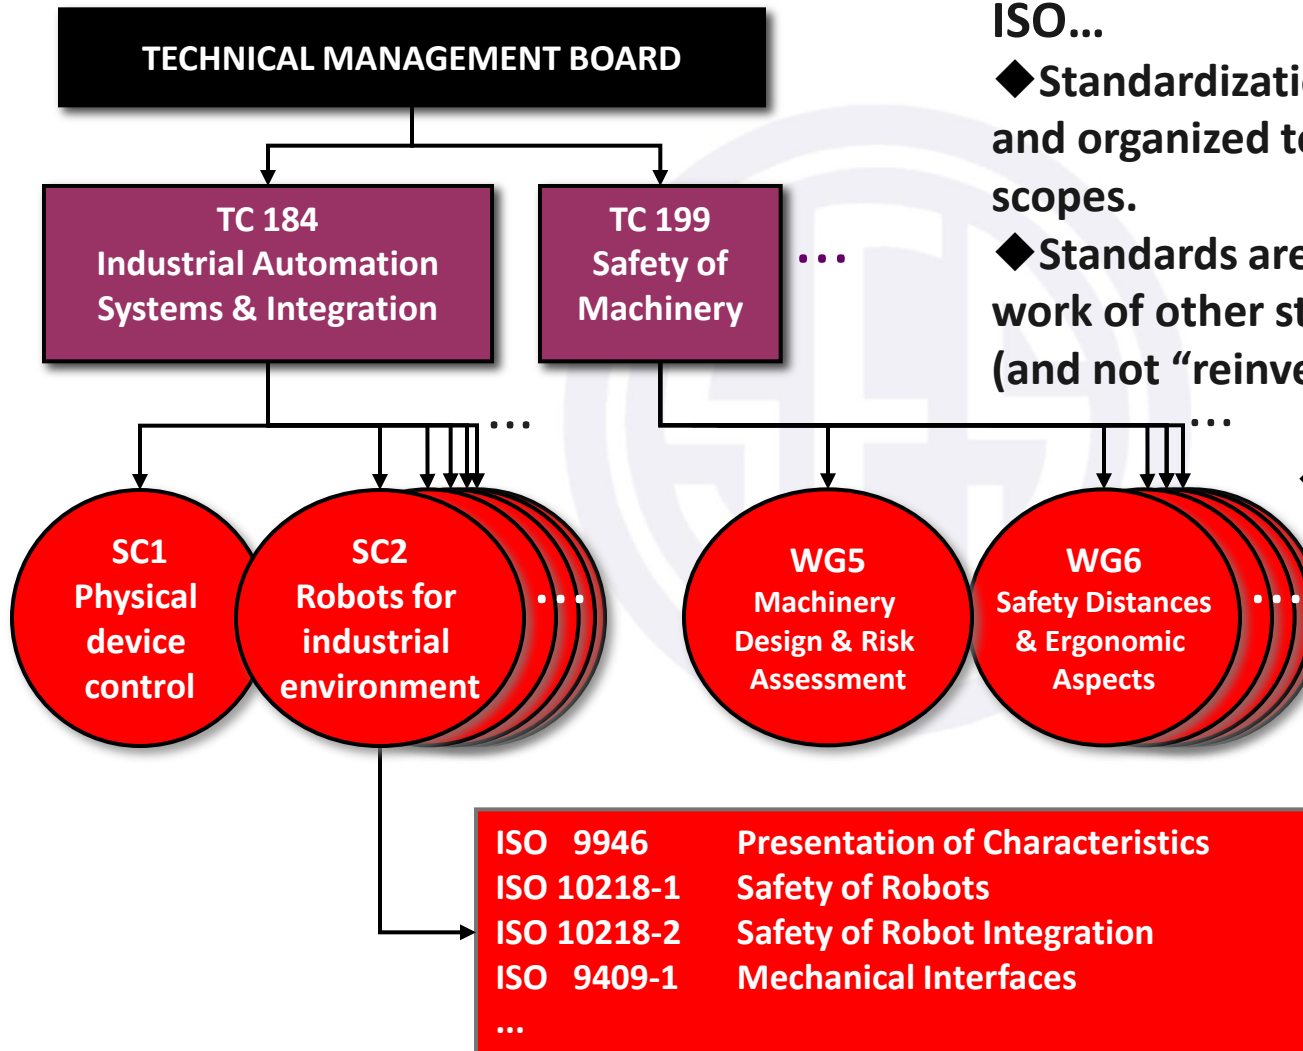 TECHNICAL MANAGEMENT BOARD
ISO...
◆Standardizati
and organized t
scopes.
◆Standards are
work of other st
(and not “reinve
TC 184
Industrial Automation
Systems & Integration
TC 199
Safety of
Machinery
...
...
...
SC1
Physical
device
control
SC2
Robots for
industrial
environment
...
WG5
Machinery
Design & Risk
Assessment
WG6
Safety Distances
& Ergonomic
Aspects
...
ISO 9946 Presentation of Characteristics
ISO 10218-1 Safety of Robots
ISO 10218-2 Safety of Robot Integration
ISO 9409-1 Mechanical Interfaces
...